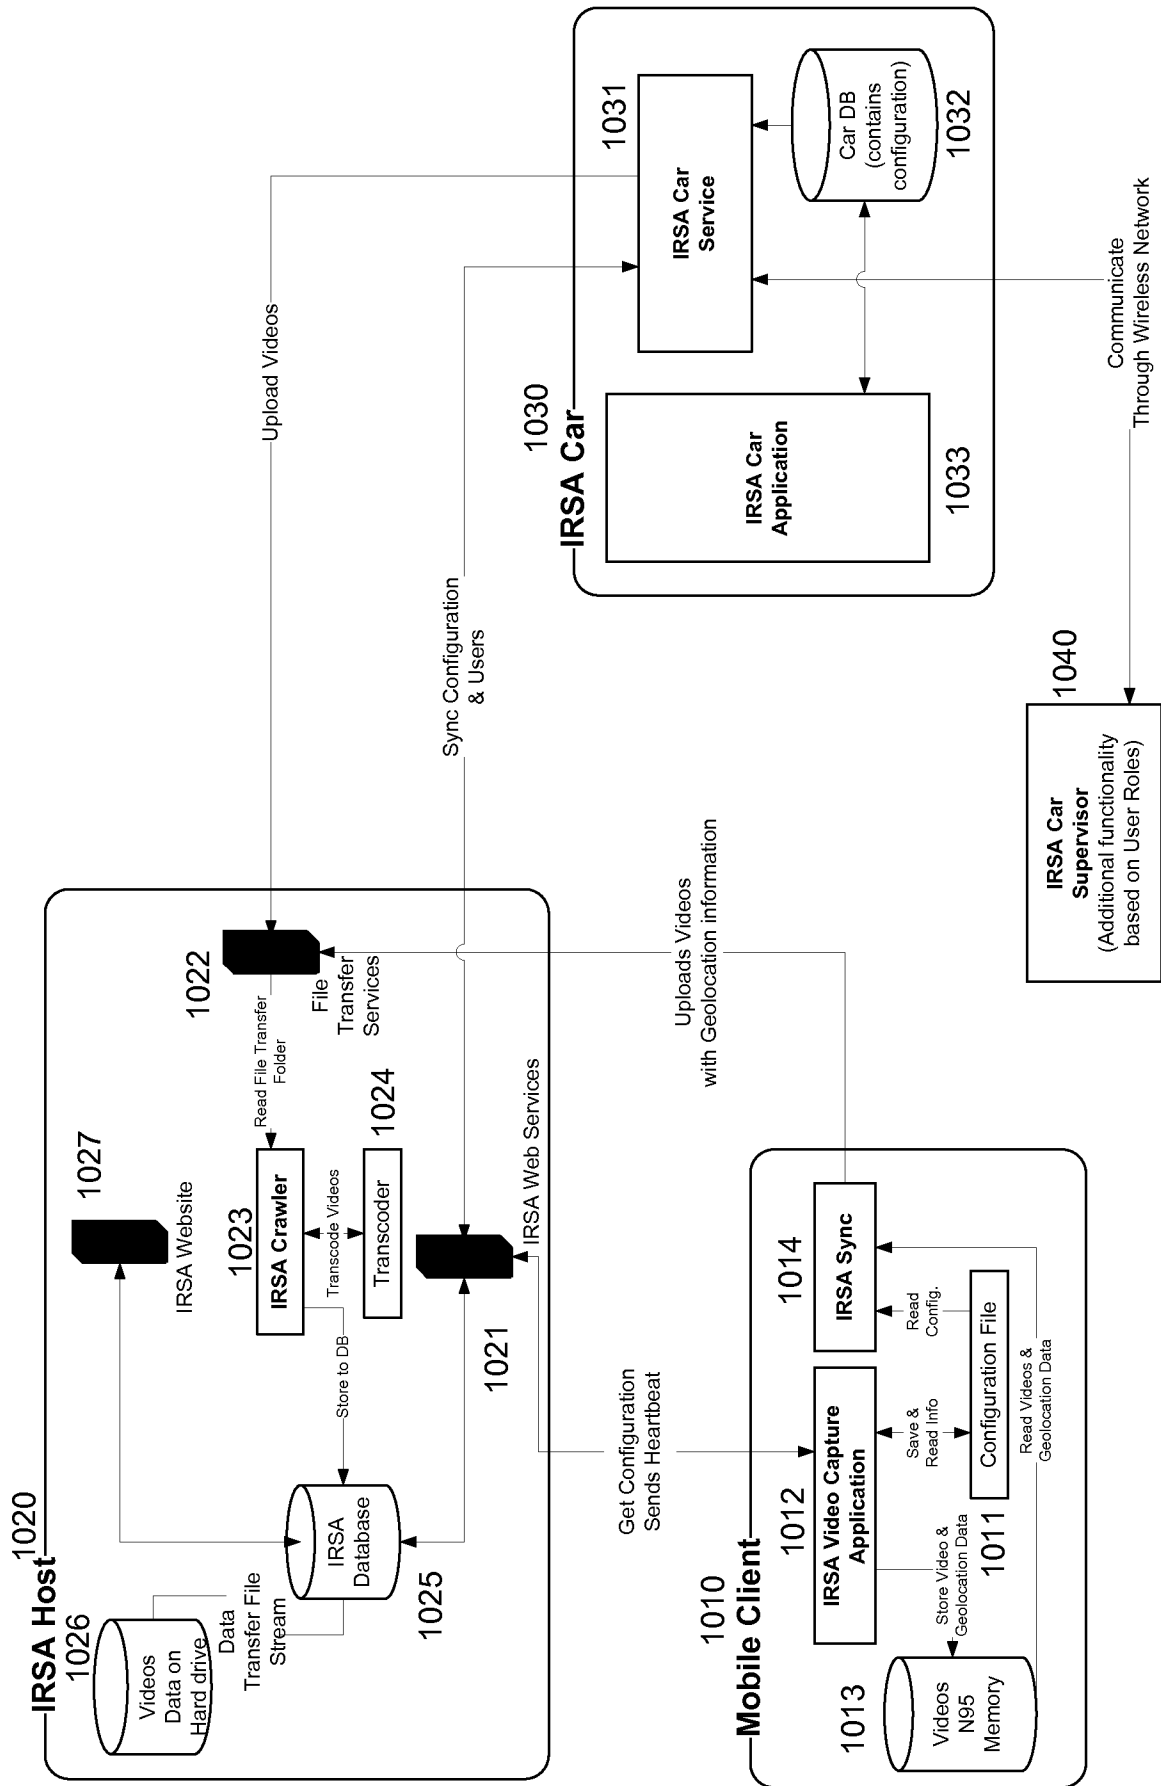 1020
IRSA Host
1026
Videos
Data on
Hard drive
Data
Transfer File
Stream
IRSA
Database
1025
Store to DB
1027
IRSA Website
1023
IRSA Crawler
Transcode Videos
1024
Transcoder
Read File Transfer
Folder
1022
File
Transfer
Services
1021
IRSA Web Services
Upload Videos
Sync Configuration
& Users
Get Configuration
Sends Heartbeat
Uploads Videos
with Geolocation information
1010
Mobile Client
1013
Videos
N95
Memory
1012
IRSA Video Capture
Application
Store Video &
Geolocation Data
Save &
Read Info
1011
Configuration File
1014
IRSA Sync
Read
Config.
Read Videos &
Geolocation Data
1030
IRSA Car
IRSA Car
Application
1033
1031
IRSA Car
Service
Car DB
(contains
configuration)
1032
Communicate
Through Wireless Network
1040
IRSA Car
Supervisor
(Additional functionality
based on User Roles)